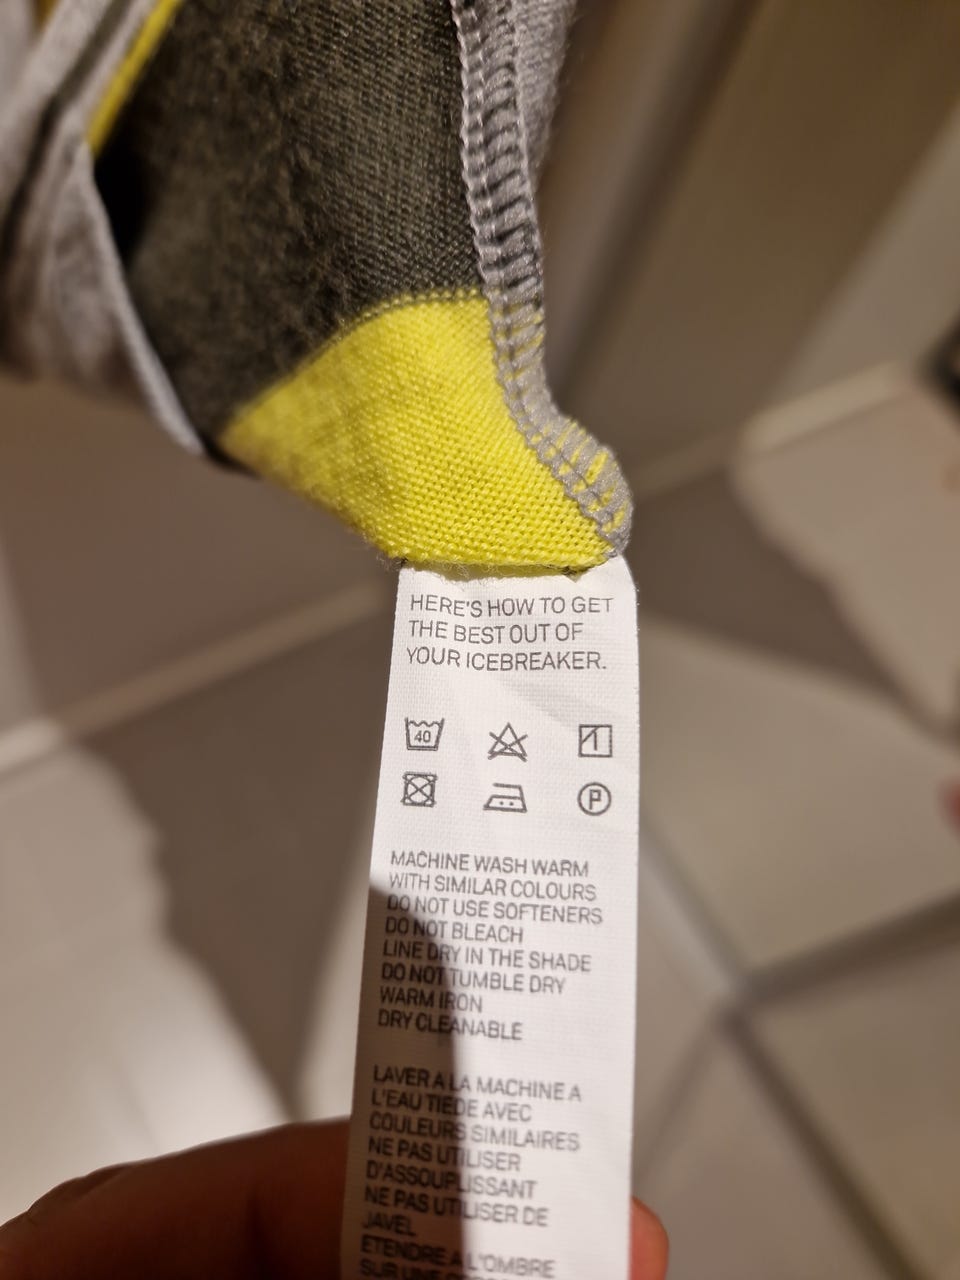 HERE'S HOW TO GET
THE BEST OUT OF
YOUR ICEBREAKER.
40
P
MACHINE WASH WARM
WITH SIMILAR COLOURS
DO NOT USE SOFTENERS
DO NOT BLEACH
LINE DRY IN THE SHADE
DO NOT TUMBLE DRY
WARM IRON
DRY CLEANABLE
LAVER A LA MACHINE A
L'EAU TIEDE AVEC
COULEURS SIMILAIRES
NE PAS UTILISER
D'ASSOUPLISSANT
NE PAS UTILISER DE
JAVEL
ETENDRE A L'OMBRE
SUR UNE